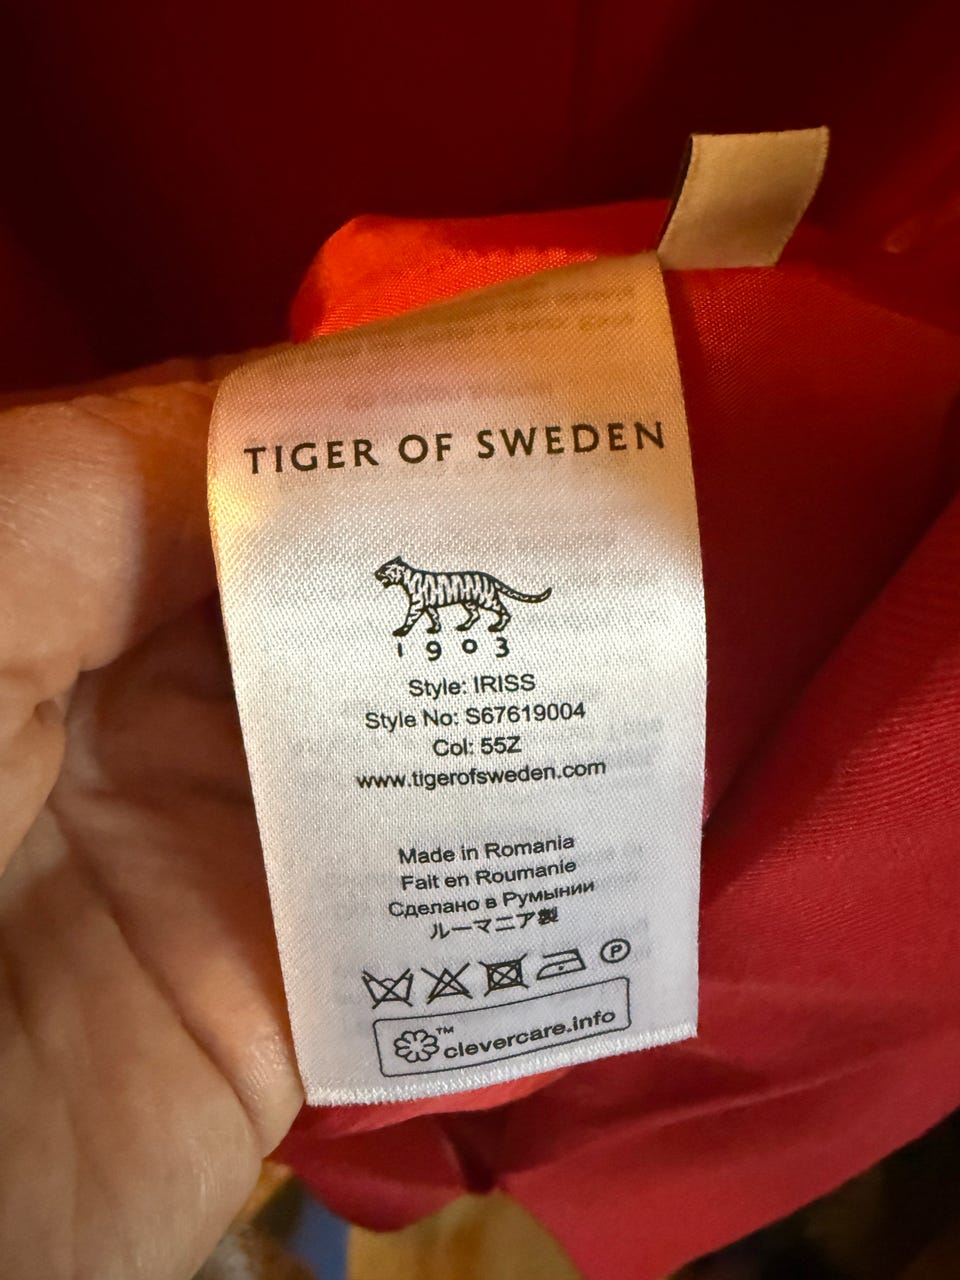 TIGER OF SWEDEN
1903
Style: IRISS
Style No: S67619004
Col: 55Z
www.tigerofsweden.com
Made in Romania
Fait en Roumanie
Сделано в Румынии
ルーマニア製
P
™ clevercare.info